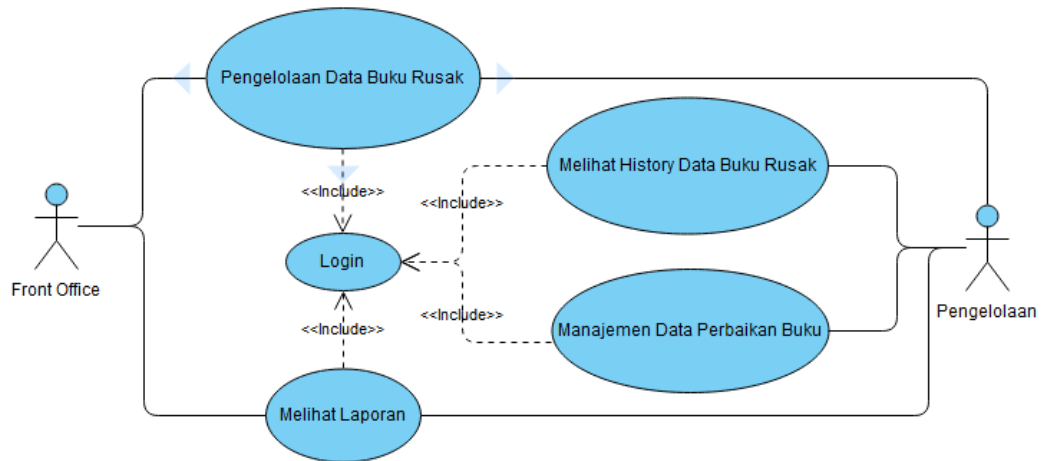 Pengelolaan Data Buku Rusak
Melihat History Data Buku Rusak
<<Include>>
<<Include>>
Login
Front Office
Pengelolaan
<<Include>>
<<Include>>
Manajemen Data Perbaikan Buku
Melihat Laporan